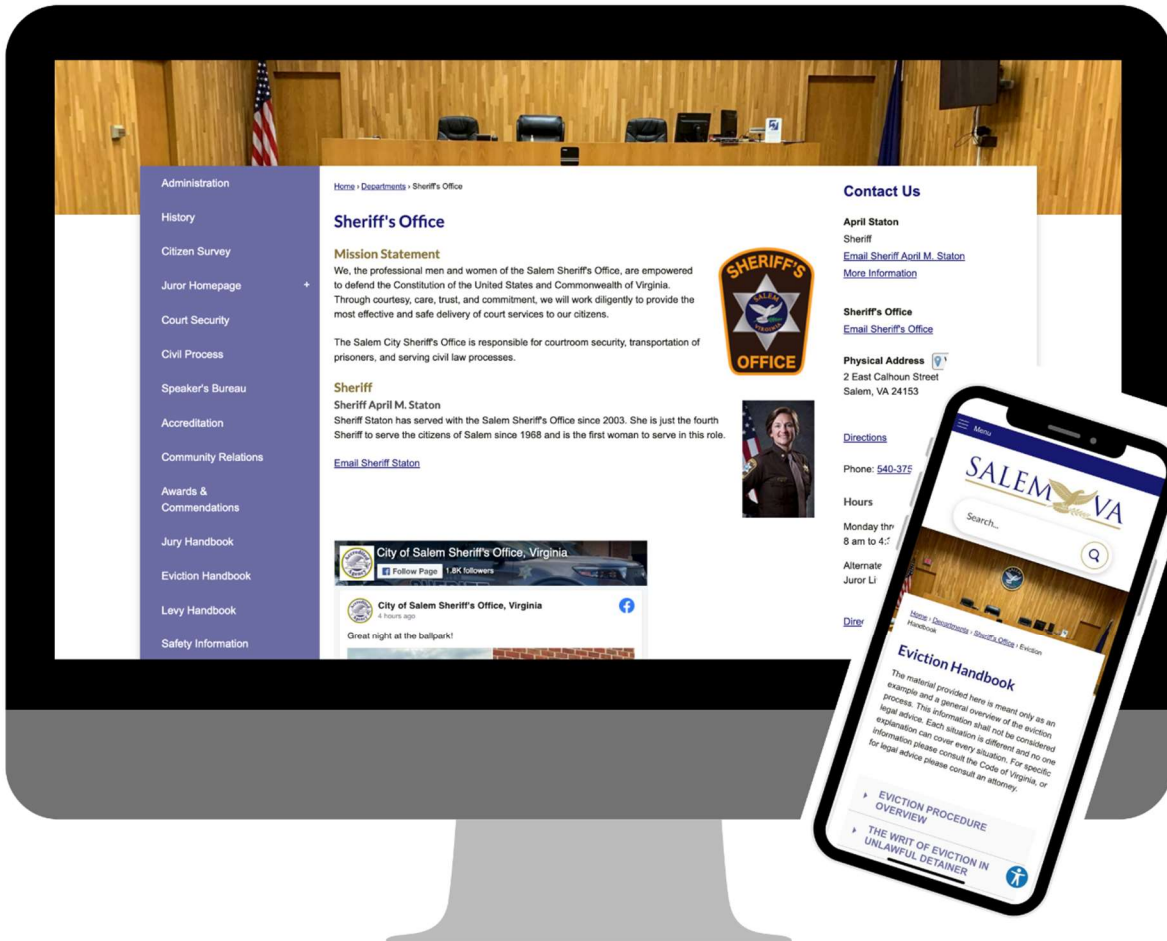 Administration
History
Citizen Survey
Juror Homepage +
Court Security
Civil Process
Speaker's Bureau
Accreditation
Community Relations
Awards &
Commendations
Jury Handbook
Eviction Handbook
Levy Handbook
Safety Information
Home › Departments › Sheriff's Office
Sheriff's Office
Mission Statement
We, the professional men and women of the Salem Sheriff's Office, are empowered
to defend the Constitution of the United States and Commonwealth of Virginia.
Through courtesy, care, trust, and commitment, we will work diligently to provide the
most effective and safe delivery of court services to our citizens.
The Salem City Sheriff's Office is responsible for courtroom security, transportation of
prisoners, and serving civil law processes.
SHERIFF'S
SALEM
VIRGINIA
OFFICE
Sheriff
Sheriff April M. Staton
Sheriff Staton has served with the Salem Sheriff's Office since 2003. She is just the fourth
Sheriff to serve the citizens of Salem since 1968 and is the first woman to serve in this role.
Email Sheriff Staton
City of Salem Sheriff's Office, Virginia
Follow Page 1.8K followers
City of Salem Sheriff's Office, Virginia
4 hours ago
Great night at the ballpark!
Contact Us
April Staton
Sheriff
Email Sheriff April M. Staton
More Information
Sheriff's Office
Email Sheriff's Office
Physical Address
2 East Calhoun Street
Salem, VA 24153
Directions
Phone: 540-375
Hours
Monday
8 am to
Alternate
Juror
Menu
SALEM VA
Search...
Home › Departments › Sheriff's Office › Eviction
Handbook
Eviction Handbook
The material provided here is meant only as an
example and a general overview of the eviction
process. This information shall not be considered
legal advice. Each situation is different and no one
explanation can cover every situation. For specific
information please consult the Code of Virginia, or
for legal advice please consult an attorney.
EVICTION PROCEDURE
OVERVIEW
THE WRIT OF EVICTION IN
UNLAWFUL DETAINER